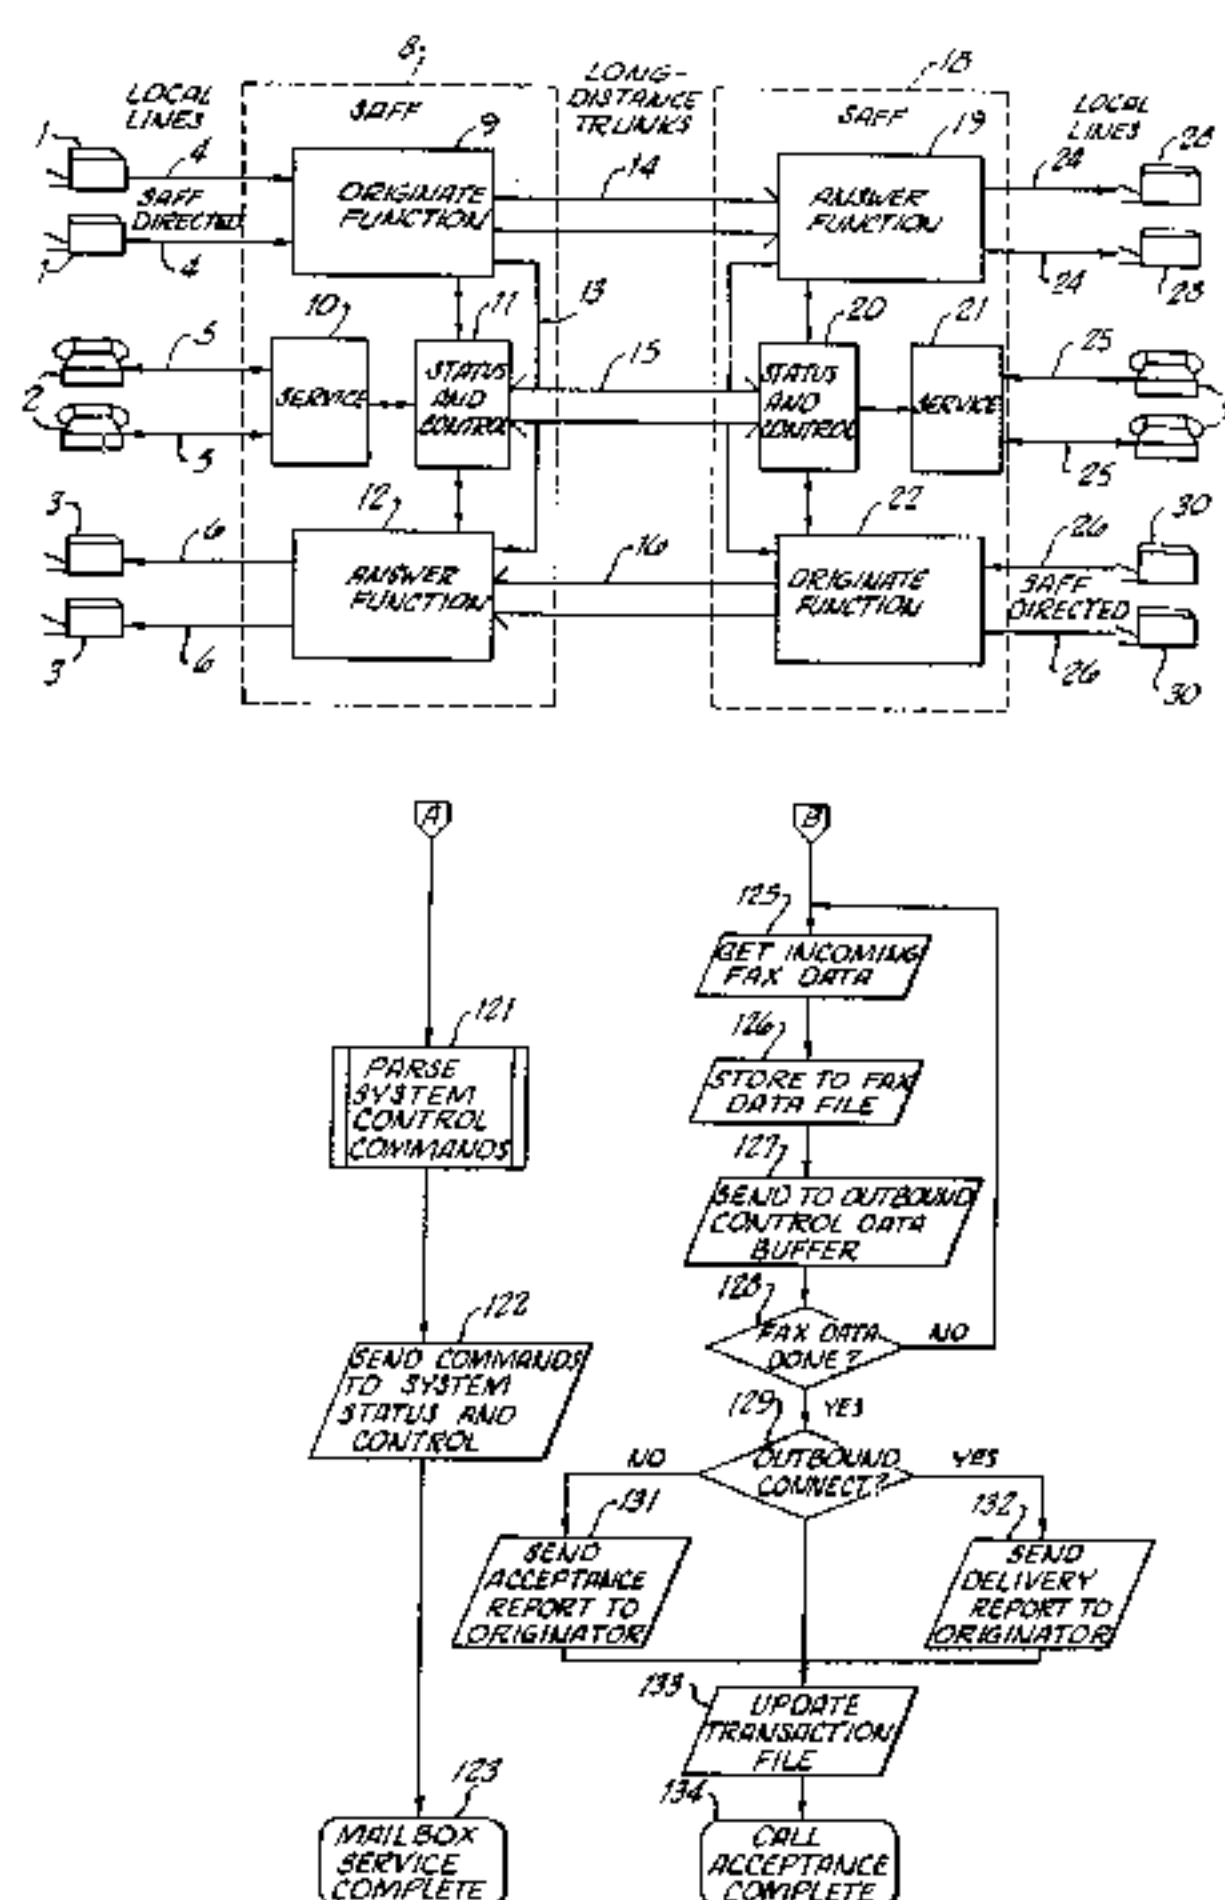 8
LOCAL
LINES
SAFF
LONG-
DISTANCE
TRUNKS
18
SAFF
LOCAL
LINES
1
4
9
14
19
24
28
SAFF
DIRECTED
ORIGINATE
FUNCTION
ANSWER
FUNCTION
1
4
24
28
10
11
13
20
21
2
5
15
25
SERVICE
STATUS
AND
CONTROL
STATUS
AND
CONTROL
SERVICE
5
25
3
6
12
16
22
26
30
ANSWER
FUNCTION
ORIGINATE
FUNCTION
SAFF
DIRECTED
3
6
26
30
A
B
125
GET INCOMING
FAX DATA
121
126
PARSE
SYSTEM
CONTROL
COMMANDS
STORE TO FAX
DATA FILE
127
SEND TO OUTBOUND
CONTROL DATA
BUFFER
122
128
SEND COMMANDS
TO SYSTEM
STATUS AND
CONTROL
FAX DATA
DONE?
NO
YES
129
OUTBOUND
CONNECT?
NO
YES
131
132
SEND
ACCEPTANCE
REPORT TO
ORIGINATOR
SEND
DELIVERY
REPORT TO
ORIGINATOR
133
UPDATE
TRANSACTION
FILE
123
134
MAILBOX
SERVICE
COMPLETE
CALL
ACCEPTANCE
COMPLETE